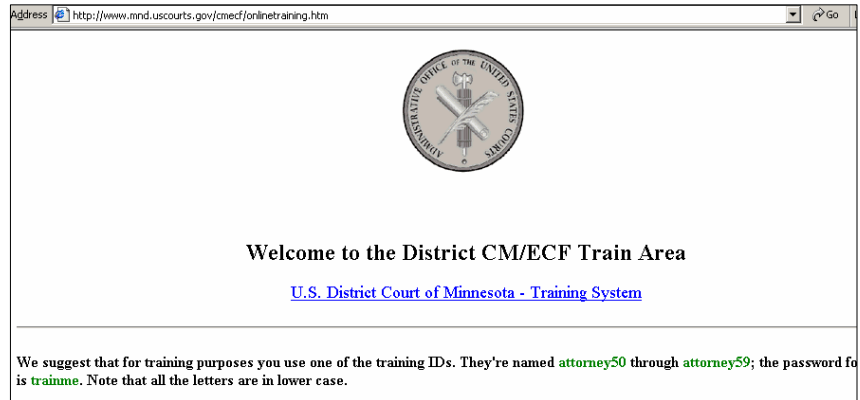 Address http://www.mnd.uscourts.gov/cmecf/onlinetraining.htm Go
ADMINISTRATIVE OFFICE OF THE UNITED STATES COURTS
Welcome to the District CM/ECF Train Area
U.S. District Court of Minnesota - Training System
We suggest that for training purposes you use one of the training IDs. They're named attorney50 through attorney59; the password fo
is trainme. Note that all the letters are in lower case.